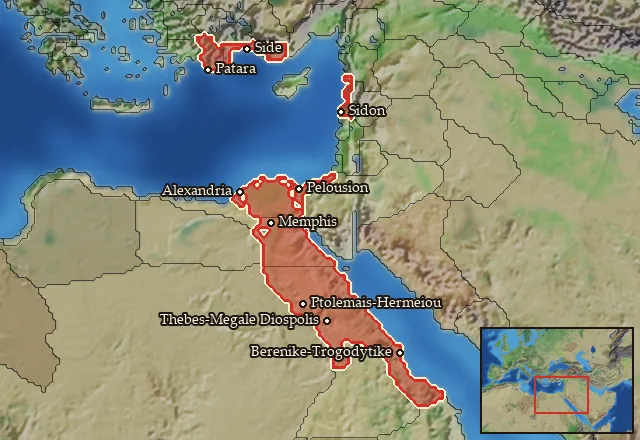 Side
Patara
Sidon
Alexandria
Pelousion
Memphis
Ptolemais-Hermeiou
Thebes-Megale Diospolis
Berenike-Trogodytike